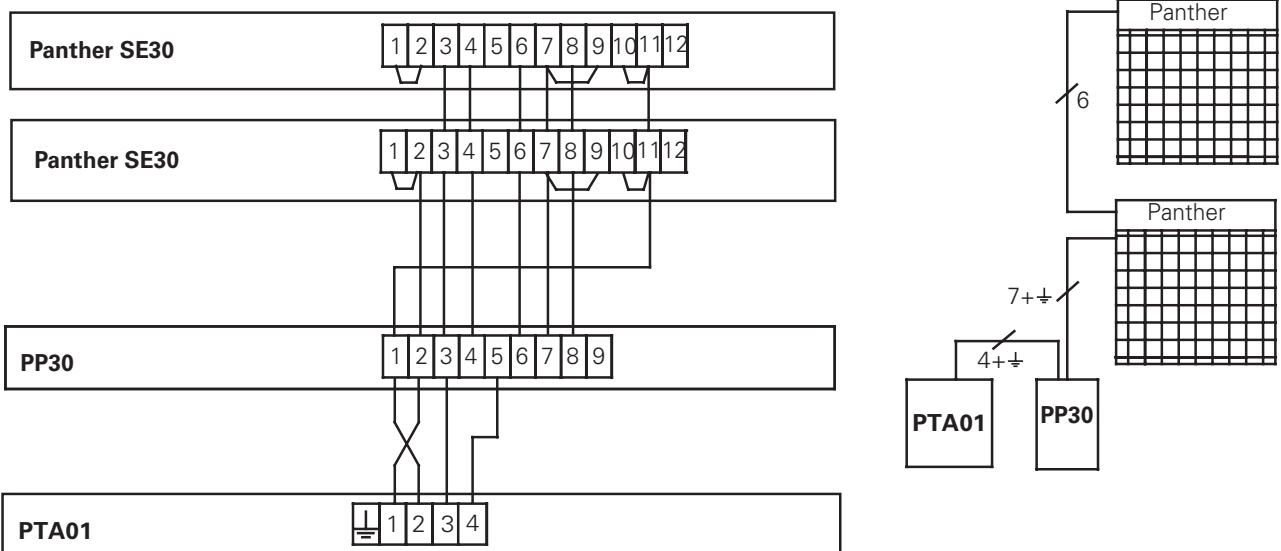 Panther SE30
1 2 3 4 5 6 7 8 9 10 11 12
Panther SE30
1 2 3 4 5 6 7 8 9 10 11 12
PP30
1 2 3 4 5 6 7 8 9
PTA01
1 2 3 4
Panther
6
Panther
7+⏚
4+⏚
PTA01
PP30